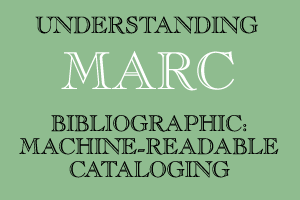 UNDERSTANDING
MARC
BIBLIOGRAPHIC:
MACHINE-READABLE
CATALOGING